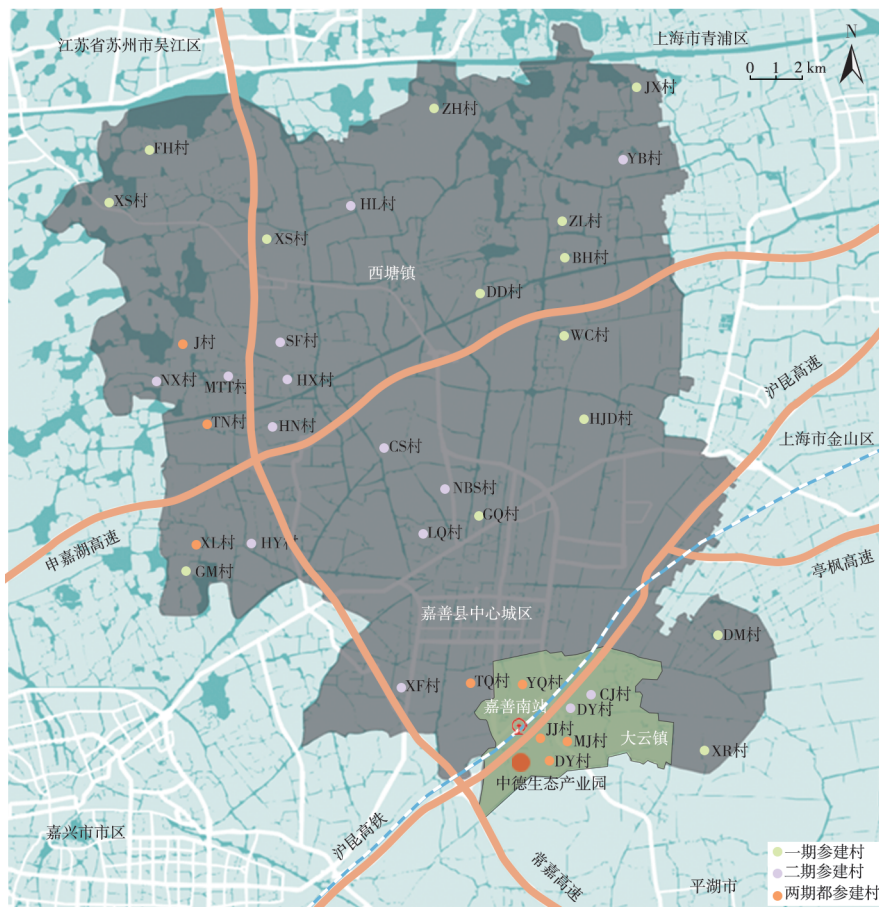 江苏省苏州市吴江区
上海市青浦区
N
0 1 2 km
JX村
ZH村
FH村
YB村
XS村
HL村
ZL村
XS村
BH村
西塘镇
DD村
J村
SF村
WC村
沪昆高速
NX村
MTT村
HX村
TN村
HN村
HJD村
上海市金山区
CS村
NBS村
GQ村
LQ村
申嘉湖高速
XL村
HY村
GM村
亭枫高速
嘉善县中心城区
DM村
XF村
TQ村
YQ村
CJ村
嘉善南站
DY村
JJ村
MJ村
大云镇
XR村
DY村
中德生态产业园
嘉兴市市区
沪昆高铁
常嘉高速
平湖市
一期参建村
二期参建村
两期都参建村